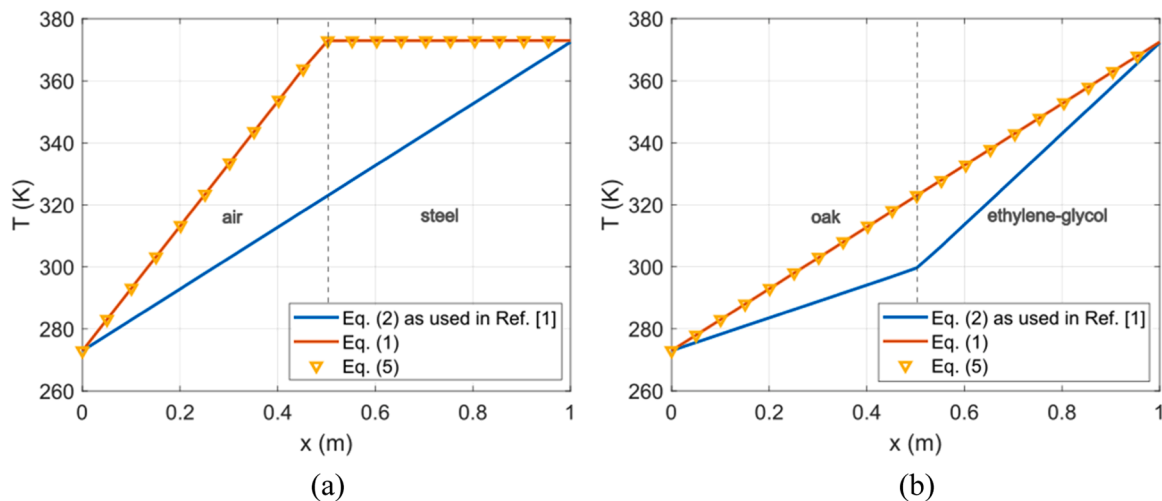 380
360
340
320
300
280
260
T (K)
air
steel
Eq. (2) as used in Ref. [1]
Eq. (1)
Eq. (5)
0
0.2
0.4
0.6
0.8
1
x (m)
(a)
380
360
340
320
300
280
260
T (K)
oak
ethylene-glycol
Eq. (2) as used in Ref. [1]
Eq. (1)
Eq. (5)
0
0.2
0.4
0.6
0.8
1
x (m)
(b)